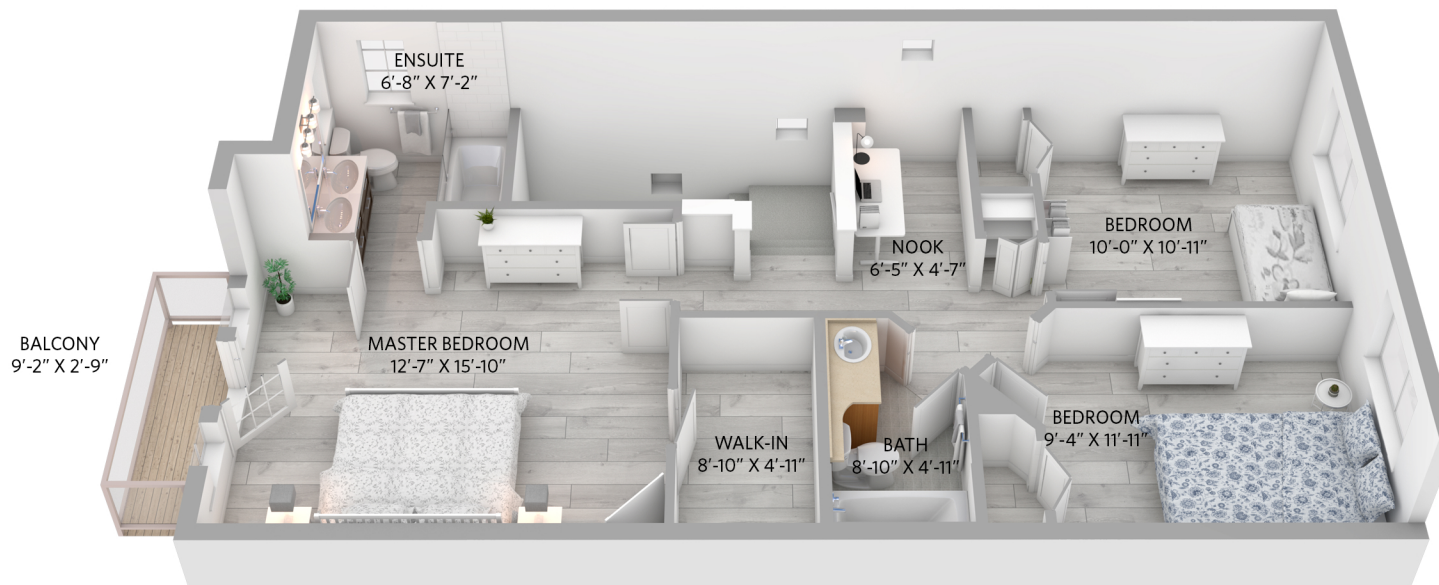 ENSUITE
6'-8" X 7'-2"
BEDROOM
10'-0" X 10'-11"
NOOK
6'-5" X 4'-7"
BALCONY
9'-2" X 2'-9"
MASTER BEDROOM
12'-7" X 15'-10"
WALK-IN
8'-10" X 4'-11"
BATH
8'-10" X 4'-11"
BEDROOM
9'-4" X 11'-11"